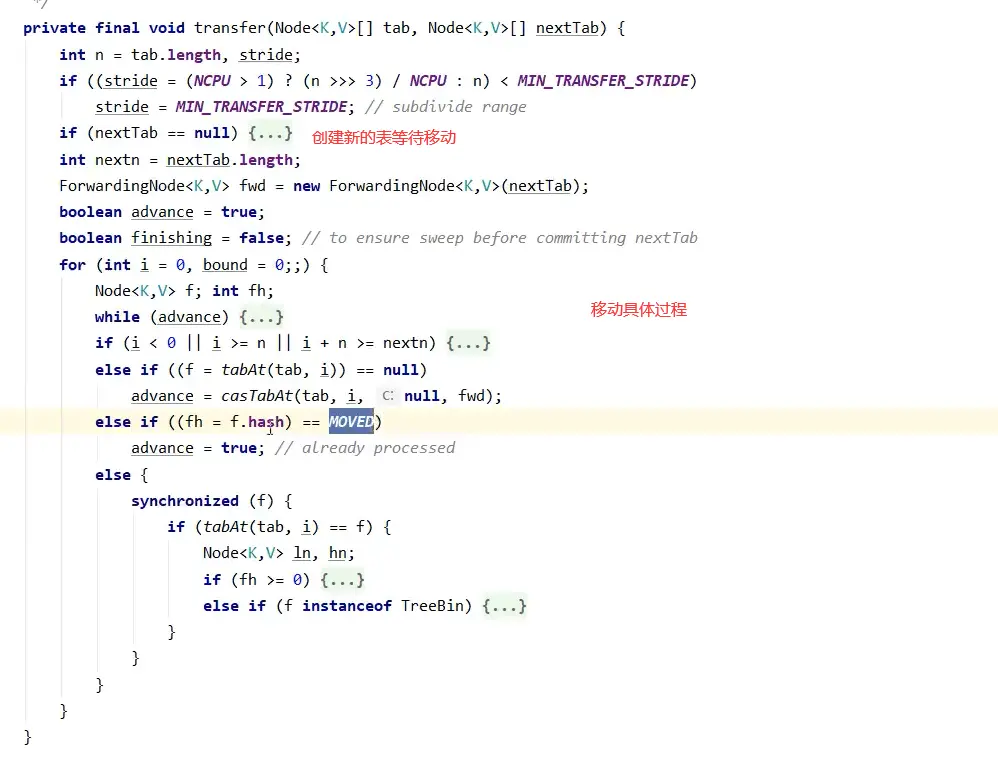 */
private final void transfer(Node<K,V>[] tab, Node<K,V>[] nextTab) {
int n = tab.length, stride;
if ((stride = (NCPU > 1) ? (n >>> 3) / NCPU : n) < MIN_TRANSFER_STRIDE)
stride = MIN_TRANSFER_STRIDE; // subdivide range
if (nextTab == null) {...} 创建新的表等待移动
int nextn = nextTab.length;
ForwardingNode<K,V> fwd = new ForwardingNode<K,V>(nextTab);
boolean advance = true;
boolean finishing = false; // to ensure sweep before committing nextTab
for (int i = 0, bound = 0;;) {
Node<K,V> f; int fh;
移动具体过程
while (advance) {...}
if (i < 0 || i >= n || i + n >= nextn) {...}
else if ((f = tabAt(tab, i)) == null)
advance = casTabAt(tab, i, c: null, fwd);
else if ((fh = f.hash) == MOVED)
advance = true; // already processed
else {
synchronized (f) {
if (tabAt(tab, i) == f) {
Node<K,V> ln, hn;
if (fh >= 0) {...}
else if (f instanceof TreeBin) {...}
}
}
}
}
}